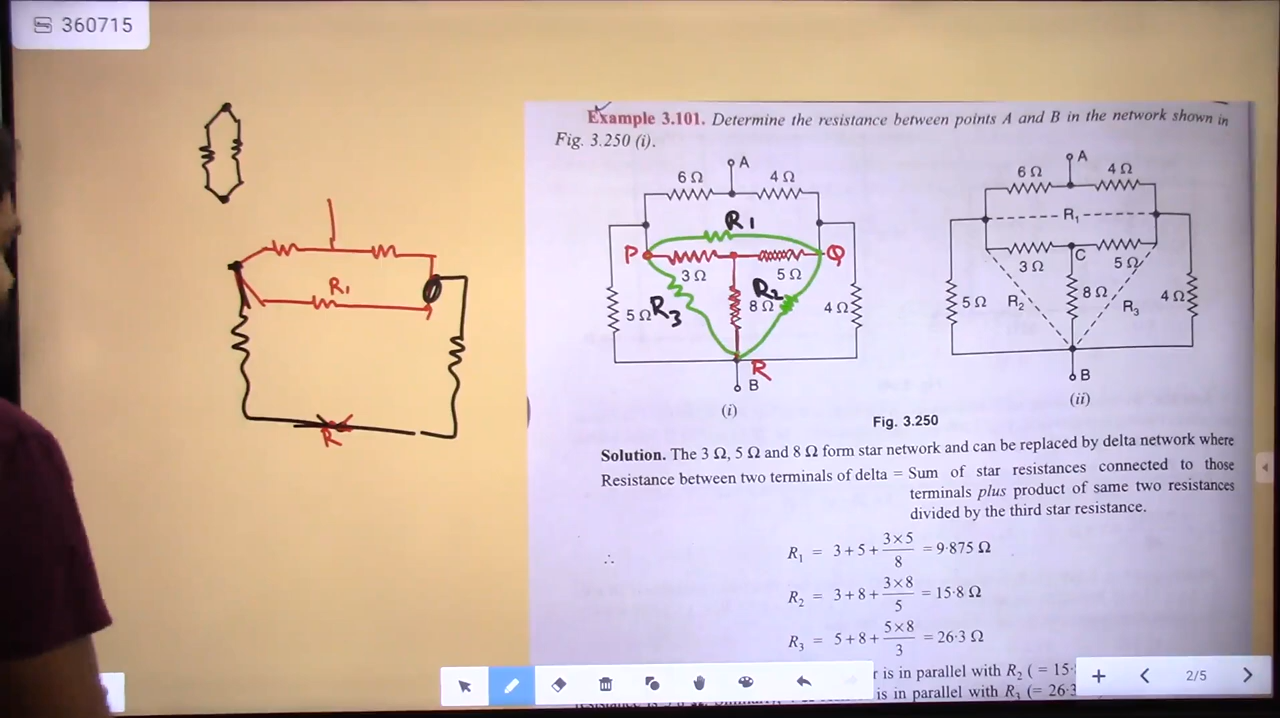 360715
R1
R
Example 3.101. Determine the resistance between points A and B in the network shown in
Fig. 3.250 (i).
A
6 Ω
4 Ω
R1
P
Q
3 Ω
5 Ω
5 Ω
R3
8 Ω
R2
4 Ω
R
B
(i)
A
6 Ω
4 Ω
R₁
3 Ω
C
5 Ω
5 Ω
R₂
8 Ω
R₃
4 Ω
B
(ii)
Fig. 3.250
Solution. The 3 Ω, 5 Ω and 8 Ω form star network and can be replaced by delta network where
Resistance between two terminals of delta = Sum of star resistances connected to those
terminals plus product of same two resistances
divided by the third star resistance.
∴ R₁ = 3 + 5 + 3 × 5 / 8 = 9·875 Ω
R₂ = 3 + 8 + 3 × 8 / 5 = 15·8 Ω
R₃ = 5 + 8 + 5 × 8 / 3 = 26·3 Ω
r is in parallel with R₂ ( = 15·
is in parallel with R₃ (= 26·3
2/5